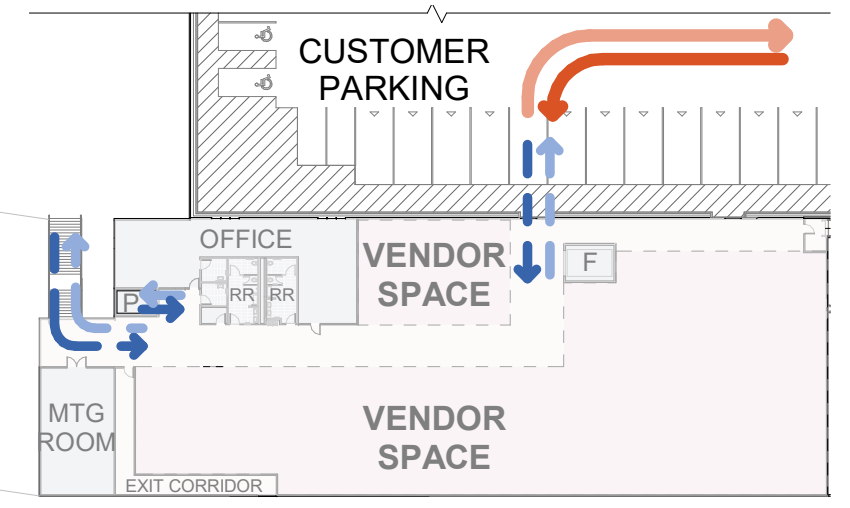 CUSTOMER
PARKING
OFFICE
VENDOR
SPACE
F
P
RR
RR
MTG
ROOM
VENDOR
SPACE
EXIT CORRIDOR